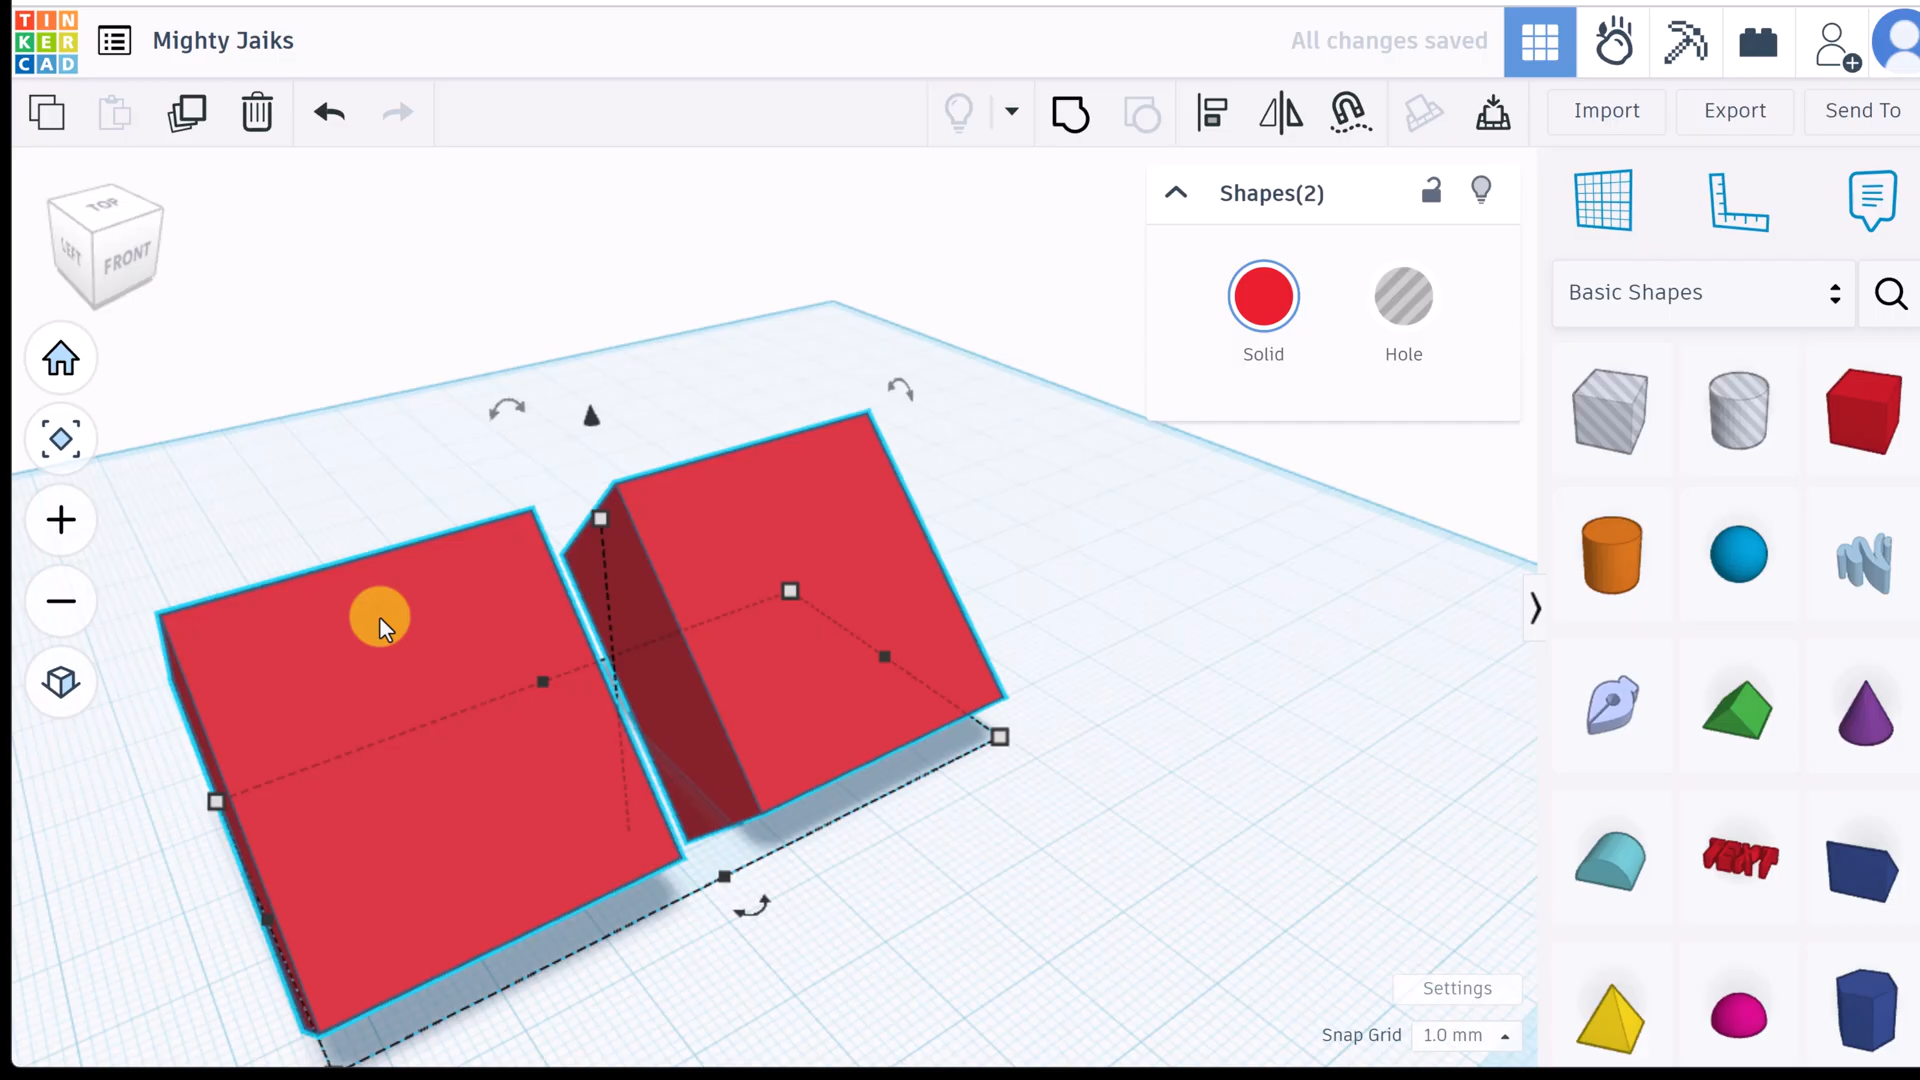 TIN
KER
CAD
Mighty Jaiks
All changes saved
Import
Export
Send To
TOP
LEFT
FRONT
Shapes(2)
Solid
Hole
Basic Shapes
TEXT
Settings
Snap Grid
1.0 mm